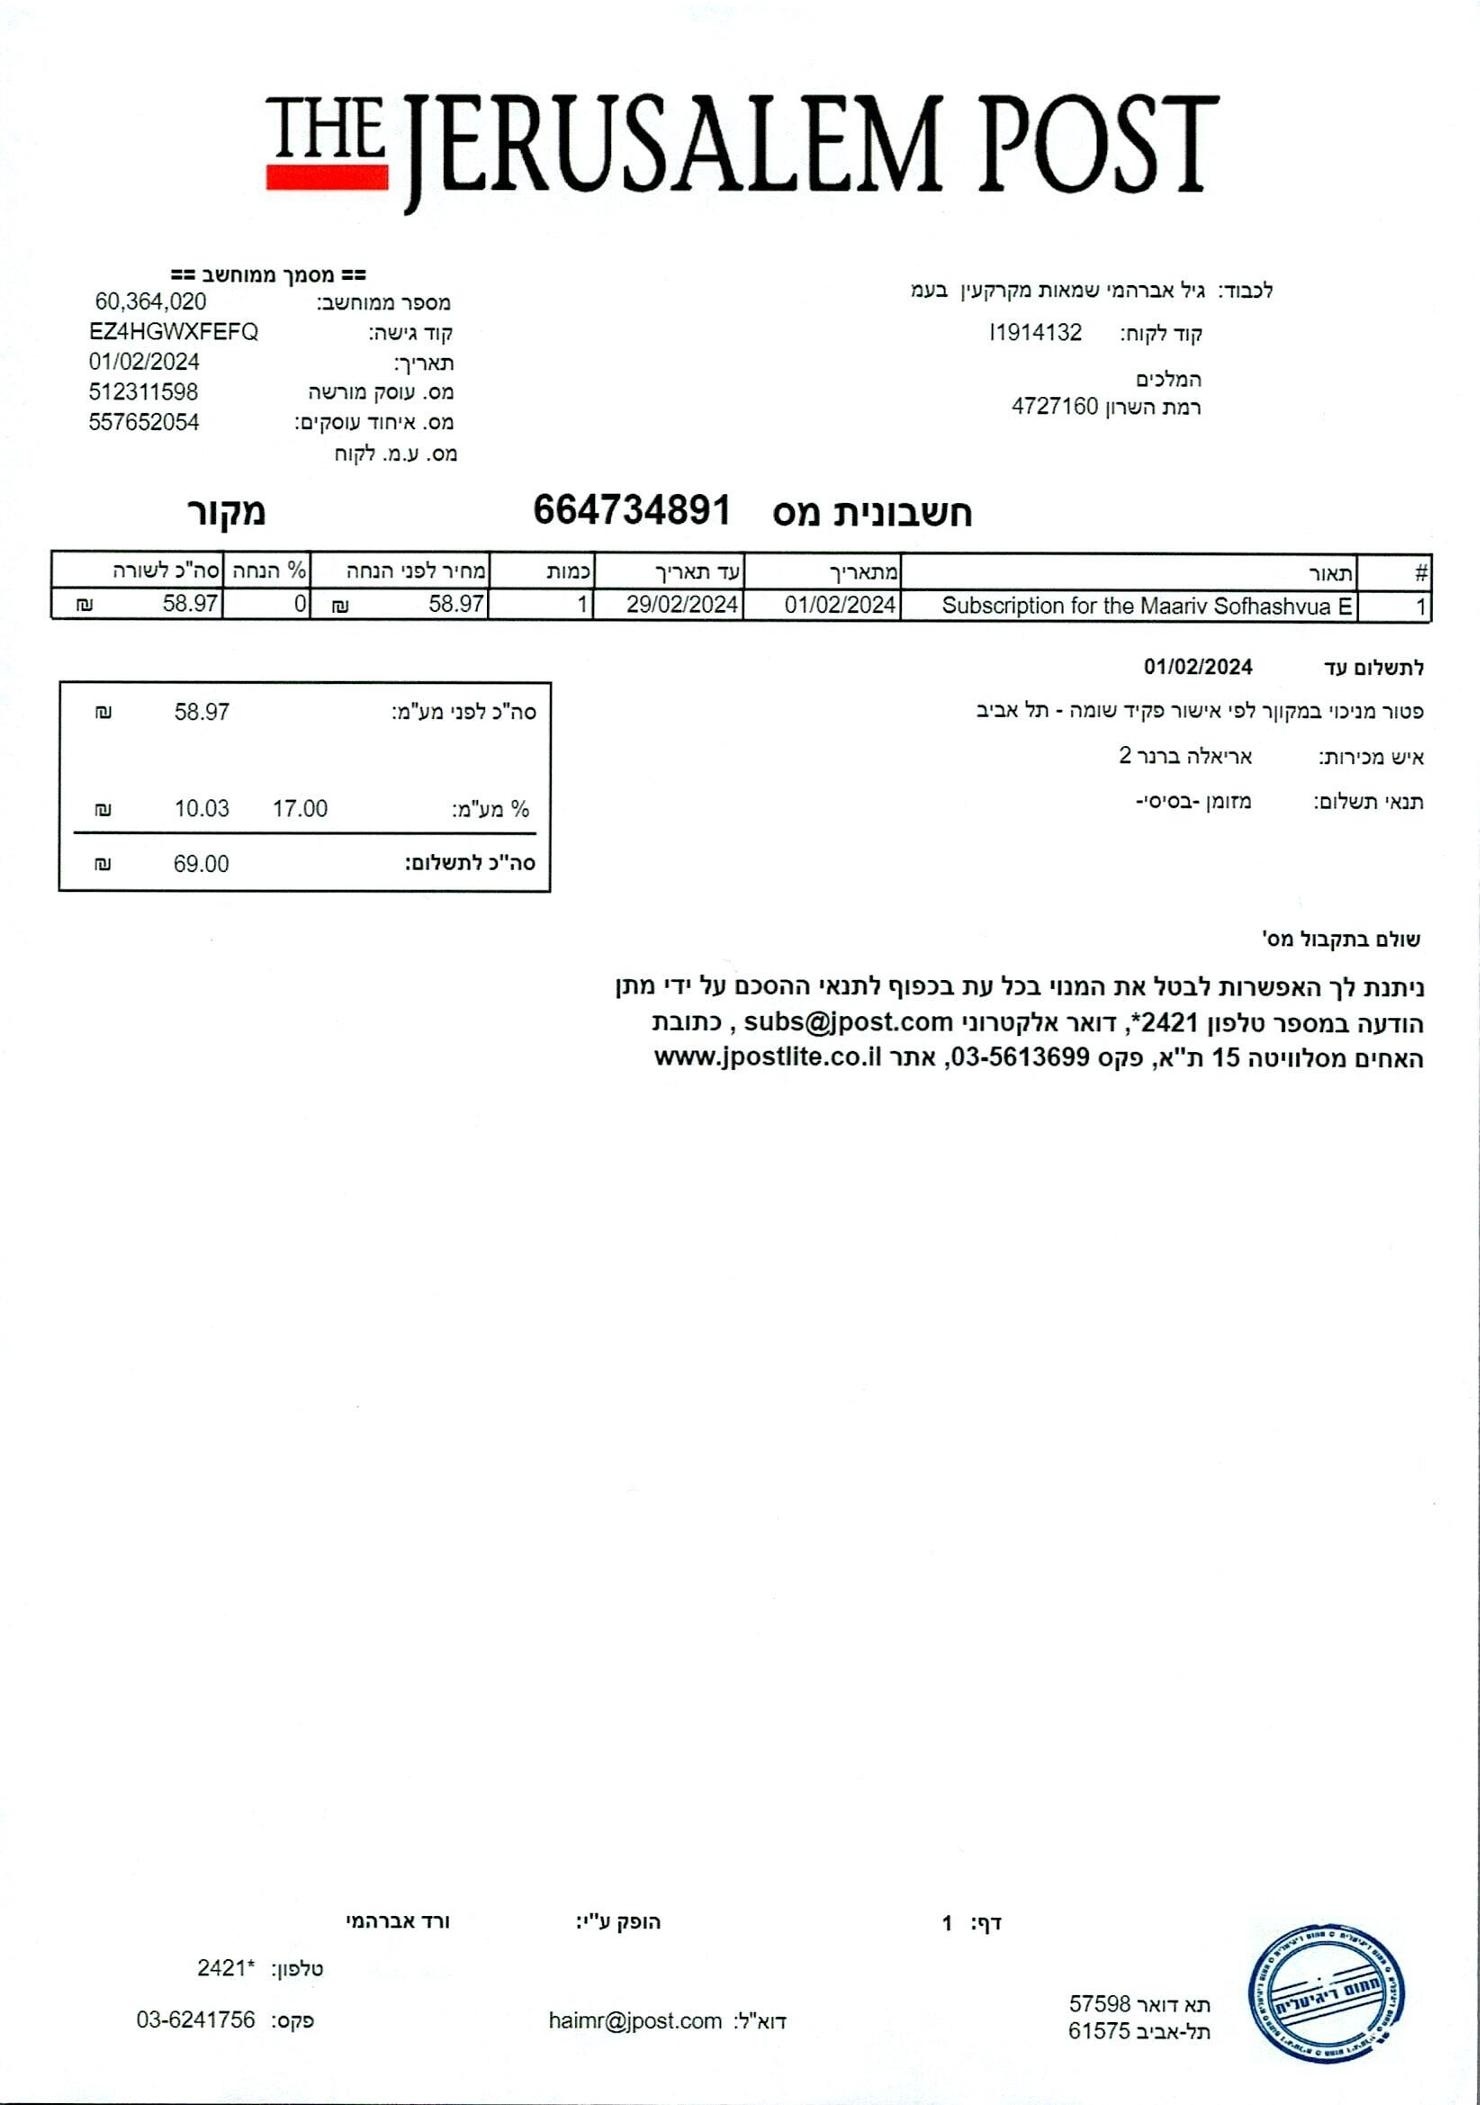 THE JERUSALEM POST
לכבוד: גיל אברהמי שמאות מקרקעין בעמ
קוד לקוח: I1914132
המלכים
רמת השרון 4727160
== מסמך ממוחשב ==
מספר ממוחשב: 60,364,020
קוד גישה: EZ4HGWXFEFQ
תאריך: 01/02/2024
מס. עוסק מורשה 512311598
מס. איחוד עוסקים: 557652054
מס. ע.מ. לקוח
חשבונית מס 664734891 מקור
# תאור מתאריך עד תאריך כמות מחיר לפני הנחה % הנחה סה"כ לשורה
1 Subscription for the Maariv Sofhashvua E 01/02/2024 29/02/2024 1 58.97 ₪ 0 58.97 ₪
לתשלום עד 01/02/2024
פטור מניכוי במקוןר לפי אישור פקיד שומה - תל אביב
איש מכירות: אריאלה ברנר 2
תנאי תשלום: מזומן -בסיסי-
סה"כ לפני מע"מ: 58.97 ₪
% מע"מ: 17.00 10.03 ₪
סה"כ לתשלום: 69.00 ₪
שולם בתקבול מס'
ניתנת לך האפשרות לבטל את המנוי בכל עת בכפוף לתנאי ההסכם על ידי מתן
הודעה במספר טלפון 2421*, דואר אלקטרוני subs@jpost.com , כתובת
האחים מסלוויטה 15 ת"א, פקס 03-5613699, אתר www.jpostlite.co.il
דף: 1 הופק ע"י: ורד אברהמי
טלפון: *2421
תא דואר 57598 דוא"ל: haimr@jpost.com פקס: 03-6241756
תל-אביב 61575
חתום דיגיטלית